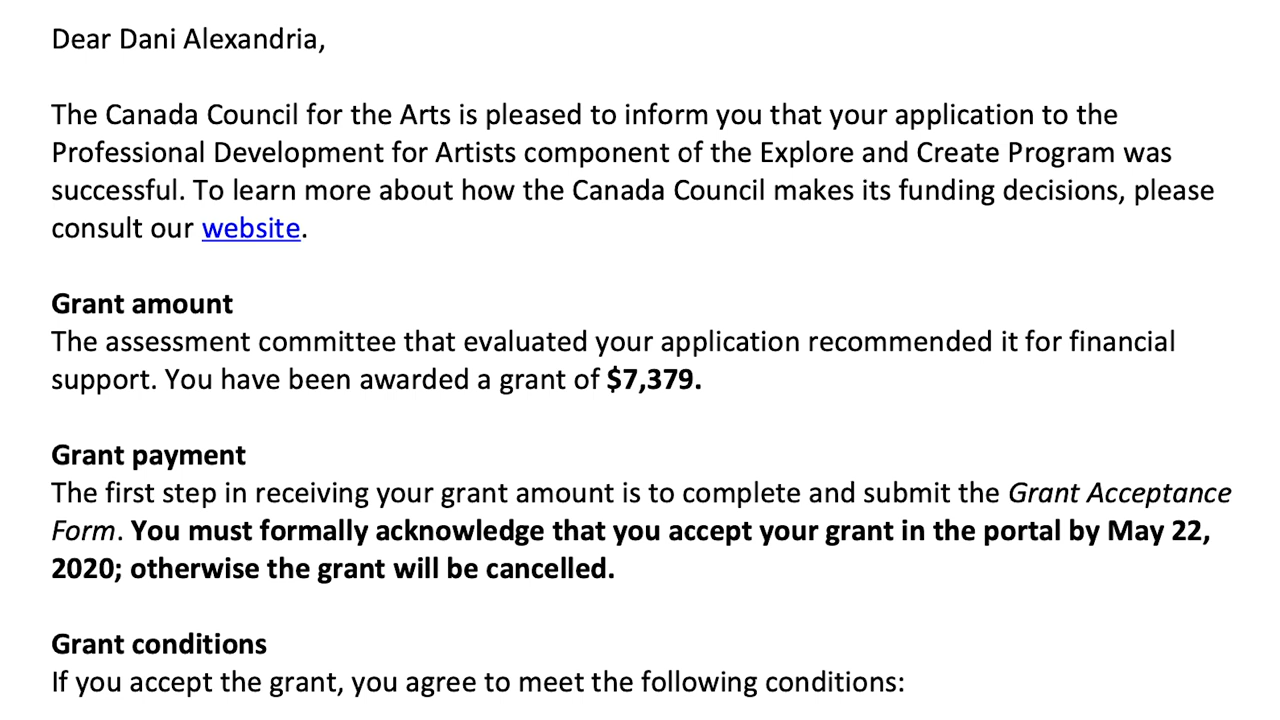 Dear Dani Alexandria,
The Canada Council for the Arts is pleased to inform you that your application to the
Professional Development for Artists component of the Explore and Create Program was
successful. To learn more about how the Canada Council makes its funding decisions, please
consult our website.
Grant amount
The assessment committee that evaluated your application recommended it for financial
support. You have been awarded a grant of $7,379.
Grant payment
The first step in receiving your grant amount is to complete and submit the Grant Acceptance
Form. You must formally acknowledge that you accept your grant in the portal by May 22,
2020; otherwise the grant will be cancelled.
Grant conditions
If you accept the grant, you agree to meet the following conditions: